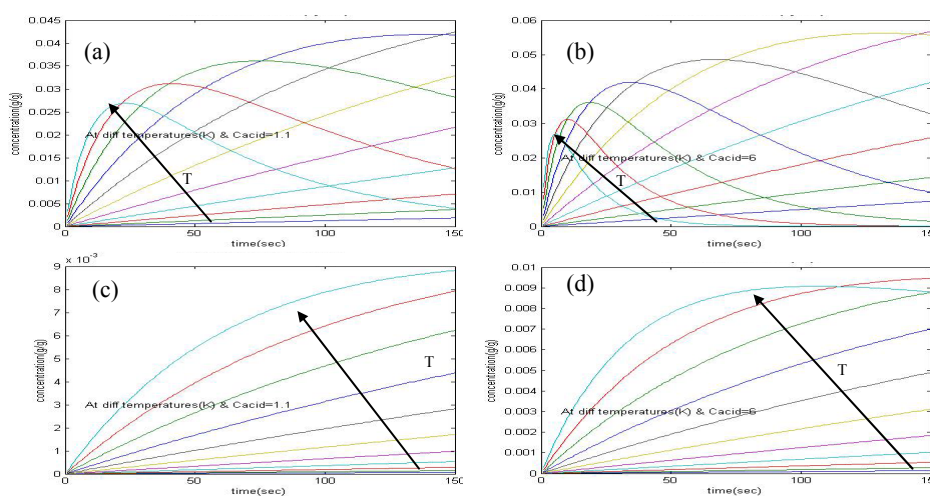 (a)
0.045
0.04
0.035
0.03
0.025
0.02
0.015
0.01
0.005
0
concentration(g/g)
At diff temperatures(K) & Cacid=1.1
T
0 50 100 150
time(sec)
(b)
0.06
0.05
0.04
0.03
0.02
0.01
0
concentration(g/g)
At diff temperatures(K) & Cacid=6
T
0 50 100 150
time(sec)
(c)
9 × 10⁻³
8
7
6
5
4
3
2
1
0
concentration(g/g)
At diff temperatures(K) & Cacid=1.1
T
0 50 100 150
time(sec)
(d)
0.01
0.009
0.008
0.007
0.006
0.005
0.004
0.003
0.002
0.001
0
concentration(g/g)
At diff temperatures(K) & Cacid=6
T
0 50 100 150
time(sec)